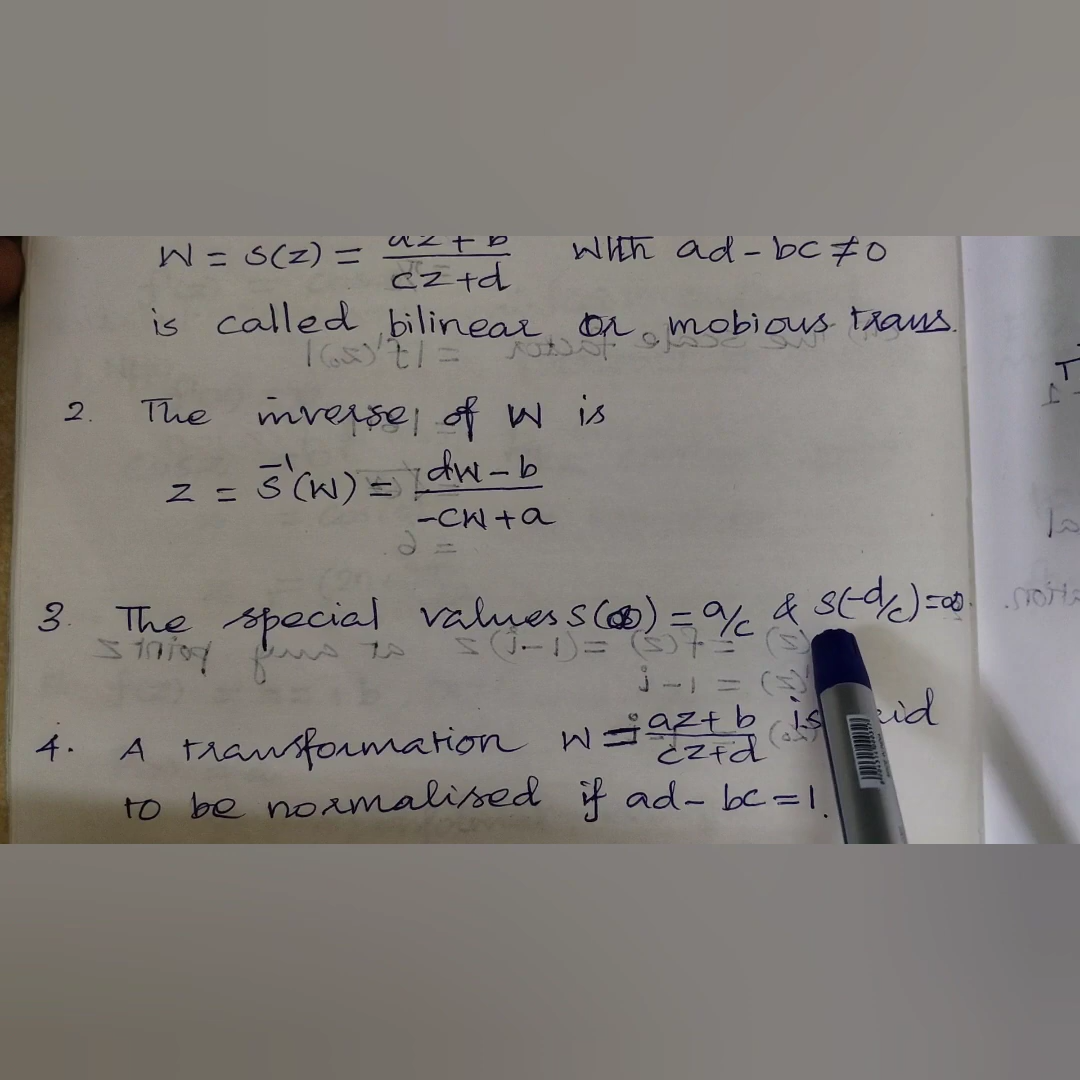 W = S(z) = az + b / cz + d with ad - bc ≠ 0
is called bilinear or mobious trans.
2. The inverse of W is
z = S⁻¹(W) = dW - b / -cW + a
3. The special values S(∞) = a/c & S(-d/c) = ∞.
4. A transformation W = az + b / cz + d is
to be normalised if ad - bc = 1.